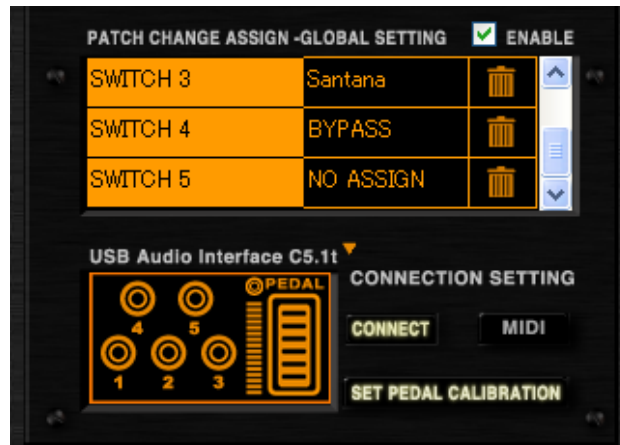 PATCH CHANGE ASSIGN -GLOBAL SETTING ENABLE
SWITCH 3 Santana
SWITCH 4 BYPASS
SWITCH 5 NO ASSIGN
USB Audio Interface C5.1t
CONNECTION SETTING
PEDAL
4 5
1 2 3
CONNECT MIDI
SET PEDAL CALIBRATION